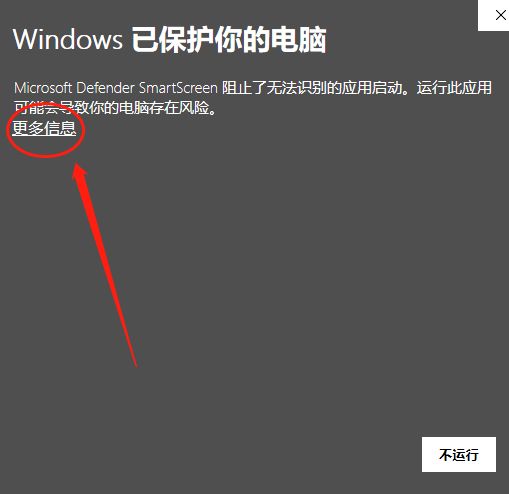 Windows 已保护你的电脑
Microsoft Defender SmartScreen 阻止了无法识别的应用启动。运行此应用
可能会导致你的电脑存在风险。
更多信息
不运行